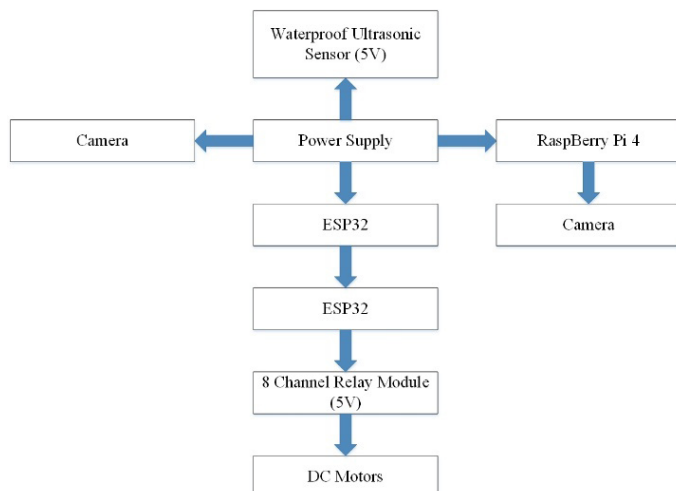 Waterproof Ultrasonic
Sensor (5V)
Camera
Power Supply
RaspBerry Pi 4
ESP32
Camera
ESP32
8 Channel Relay Module
(5V)
DC Motors